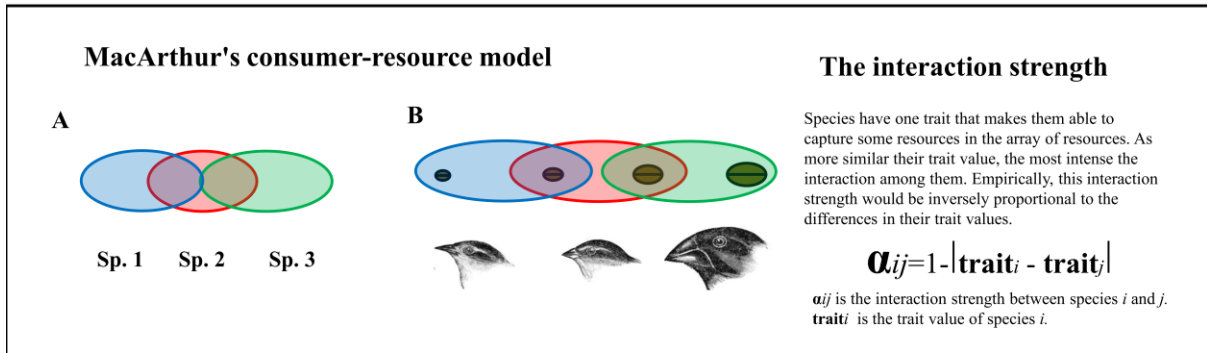 MacArthur's consumer-resource model
A
B
Sp. 1 Sp. 2 Sp. 3
The interaction strength
Species have one trait that makes them able to
capture some resources in the array of resources. As
more similar their trait value, the most intense the
interaction among them. Empirically, this interaction
strength would be inversely proportional to the
differences in their trait values.
αij=1-|traiti - traitj|
αij is the interaction strength between species i and j.
traiti is the trait value of species i.